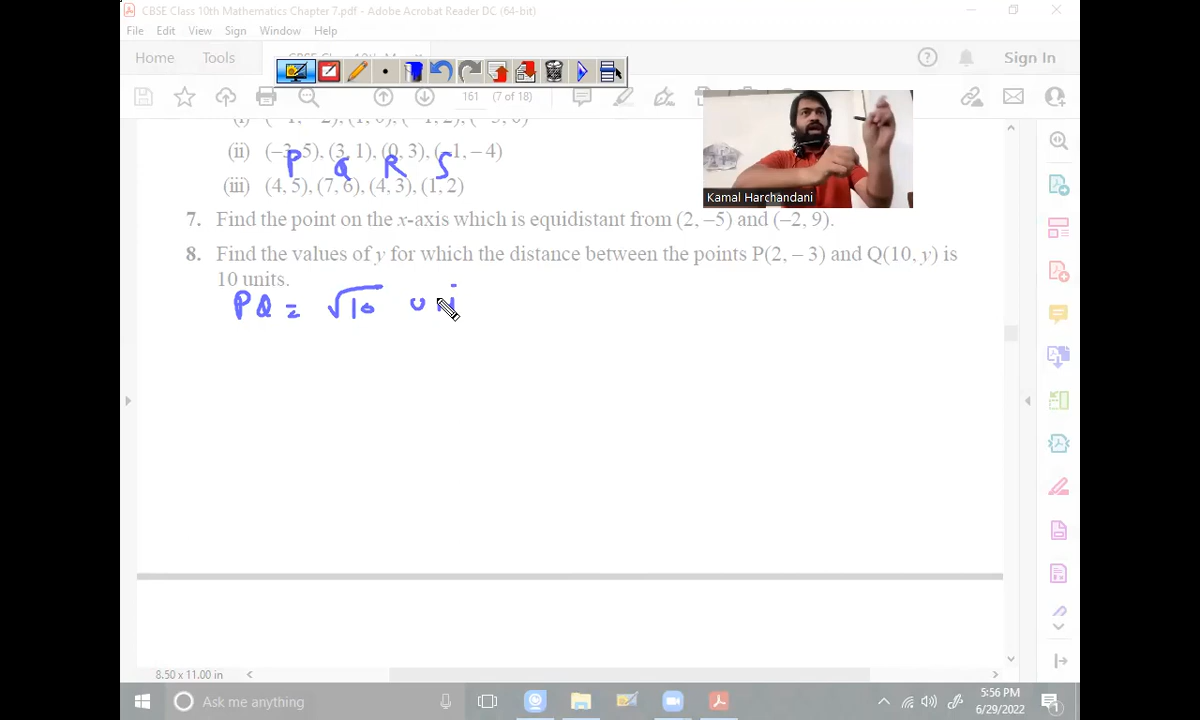 CBSE Class 10th Mathematics Chapter 7.pdf - Adobe Acrobat Reader DC (64-bit)
File Edit View Sign Window Help
Home Tools Sign In
161 (7 of 18)
(ii) (−3, 5), (3, 1), (0, 3), (−1, − 4)
P Q R S
(iii) (4, 5), (7, 6), (4, 3), (1, 2)
Kamal Harchandani
7. Find the point on the x-axis which is equidistant from (2, −5) and (−2, 9).
8. Find the values of y for which the distance between the points P(2, − 3) and Q(10, y) is
10 units.
PQ = √10 uni
8.50 x 11.00 in
Ask me anything
5:56 PM
6/29/2022
1